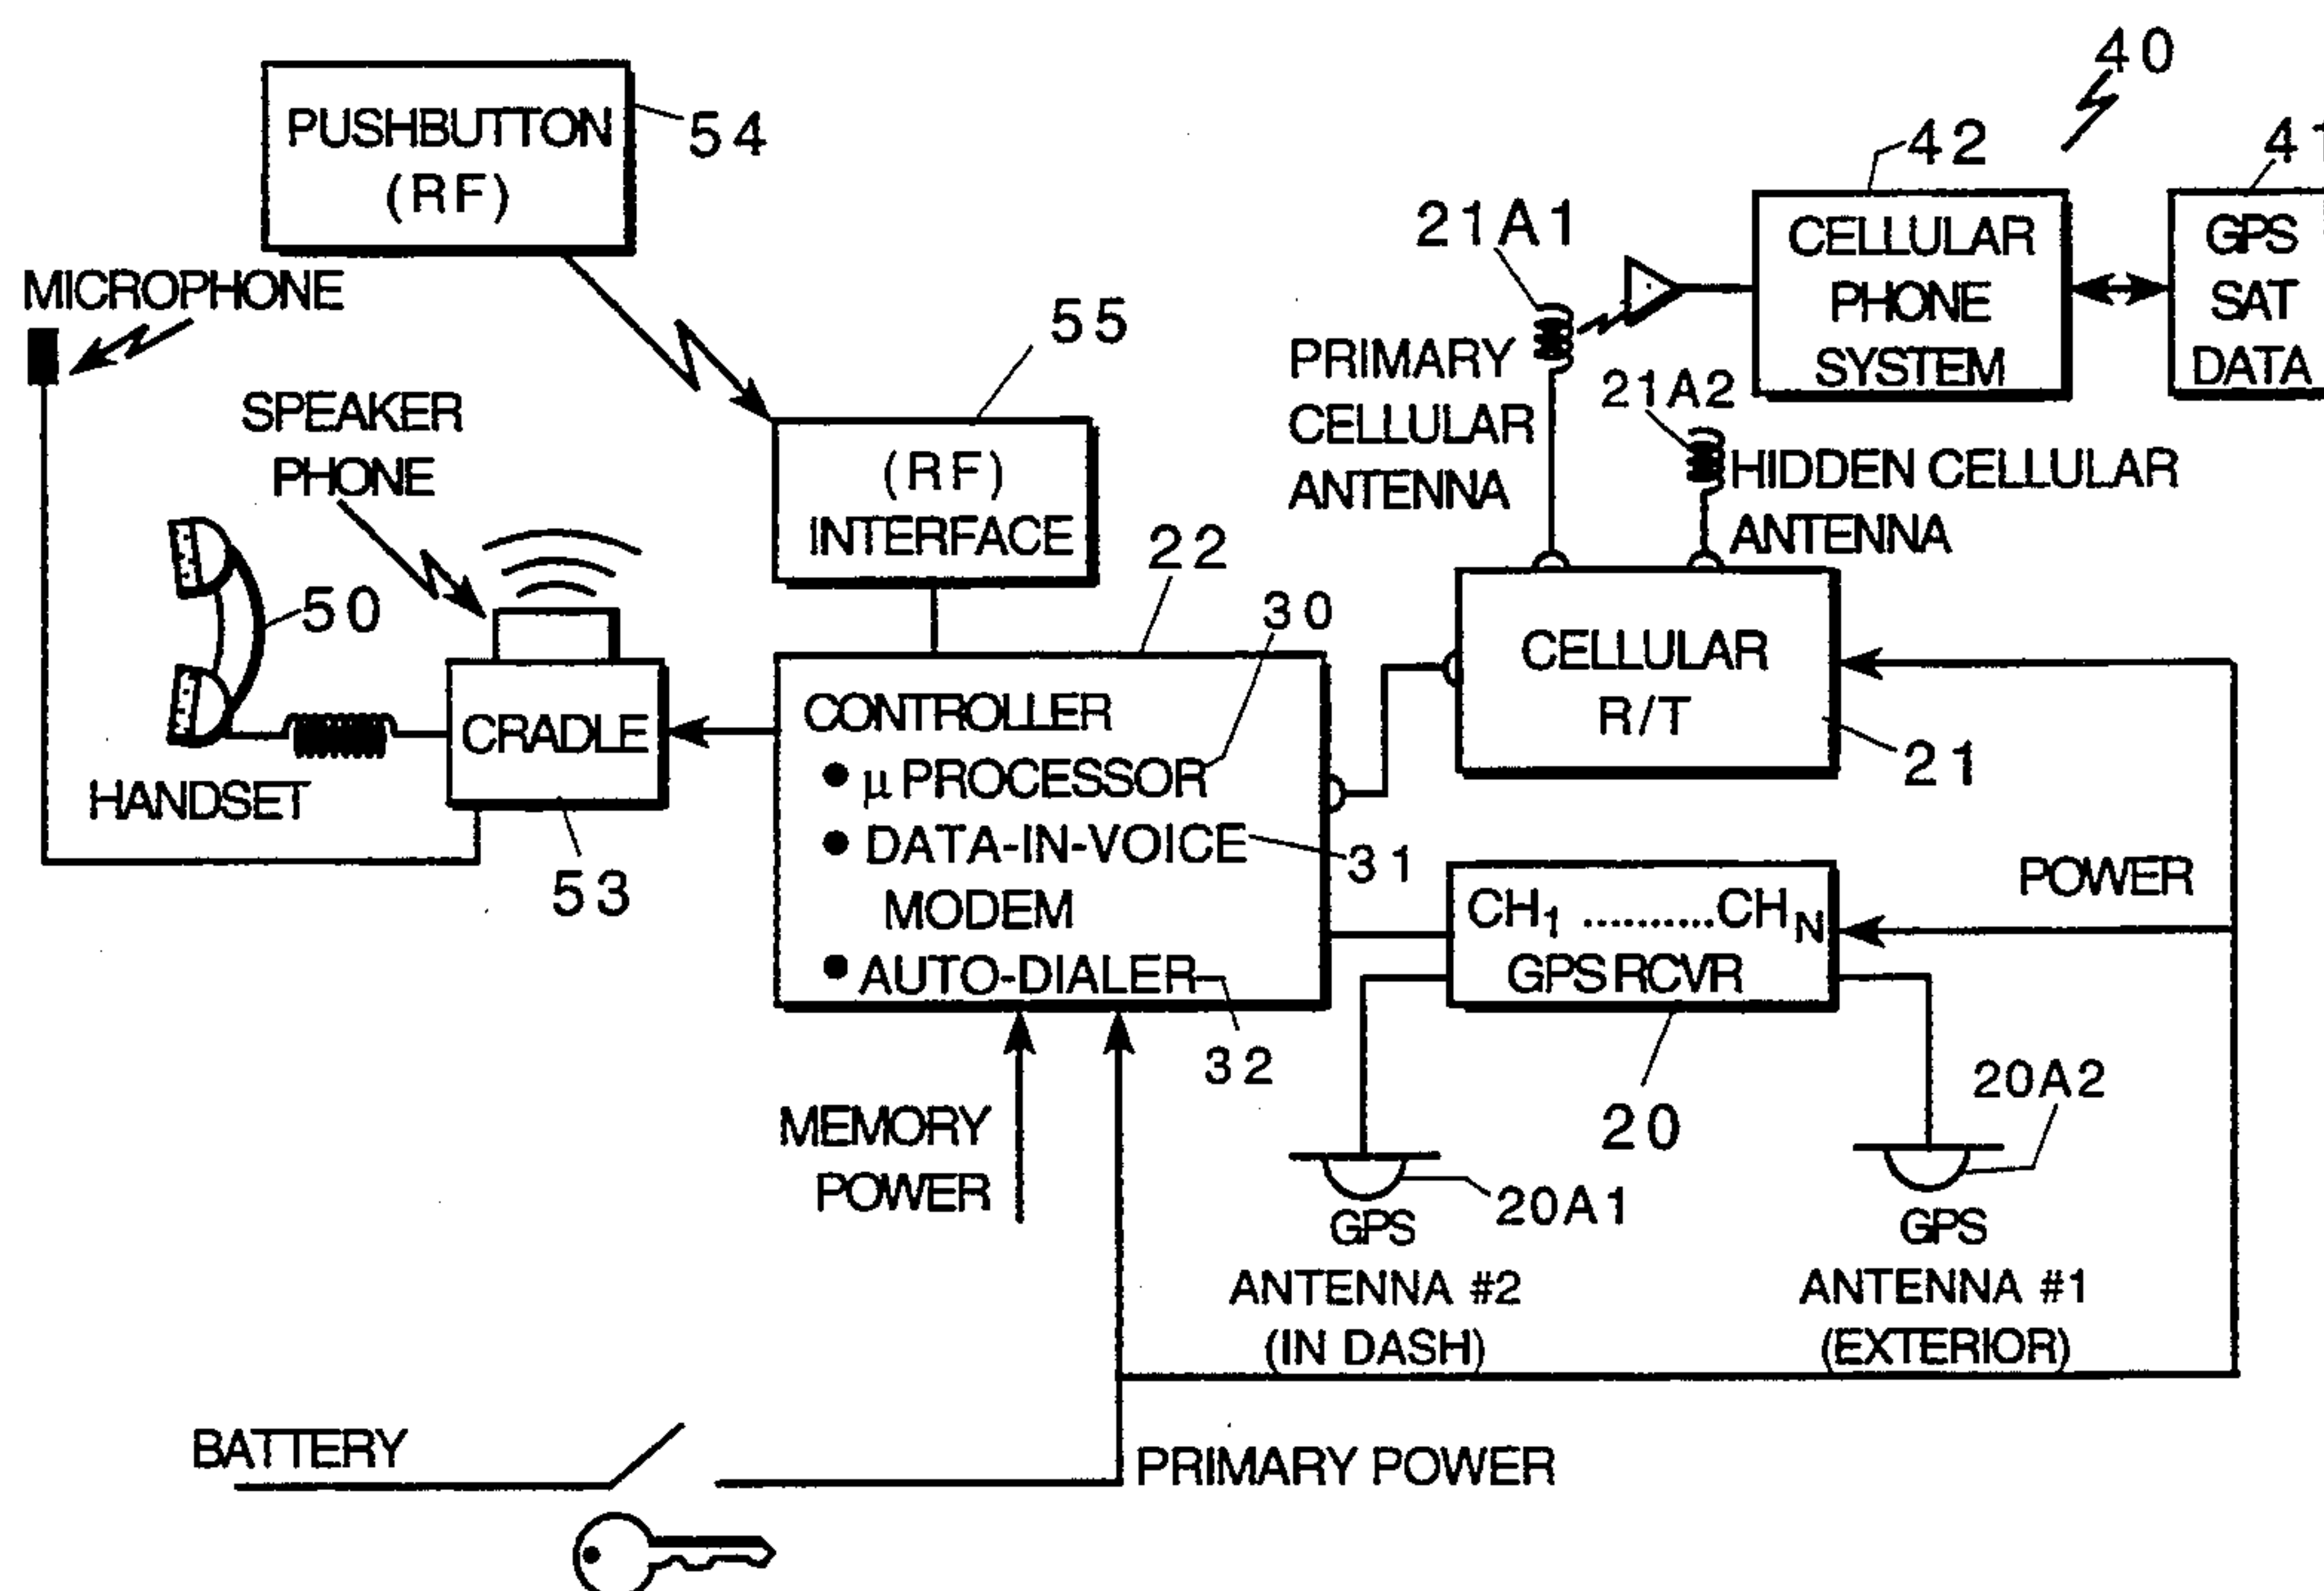 40
PUSHBUTTON
(RF)
54
42
41
MICROPHONE
21A1
CELLULAR
PHONE
SYSTEM
GPS
SAT
DATA
55
SPEAKER
PHONE
PRIMARY
CELLULAR
ANTENNA
21A2
HIDDEN CELLULAR
ANTENNA
(RF)
INTERFACE
22
50
30
CELLULAR
R/T
21
CRADLE
HANDSET
53
CONTROLLER
● µ PROCESSOR
● DATA-IN-VOICE
MODEM
● AUTO-DIALER
31
32
POWER
CH1 ..........CHN
GPS RCVR
20
20A2
MEMORY
POWER
20A1
GPS
ANTENNA #2
(IN DASH)
GPS
ANTENNA #1
(EXTERIOR)
BATTERY
PRIMARY POWER